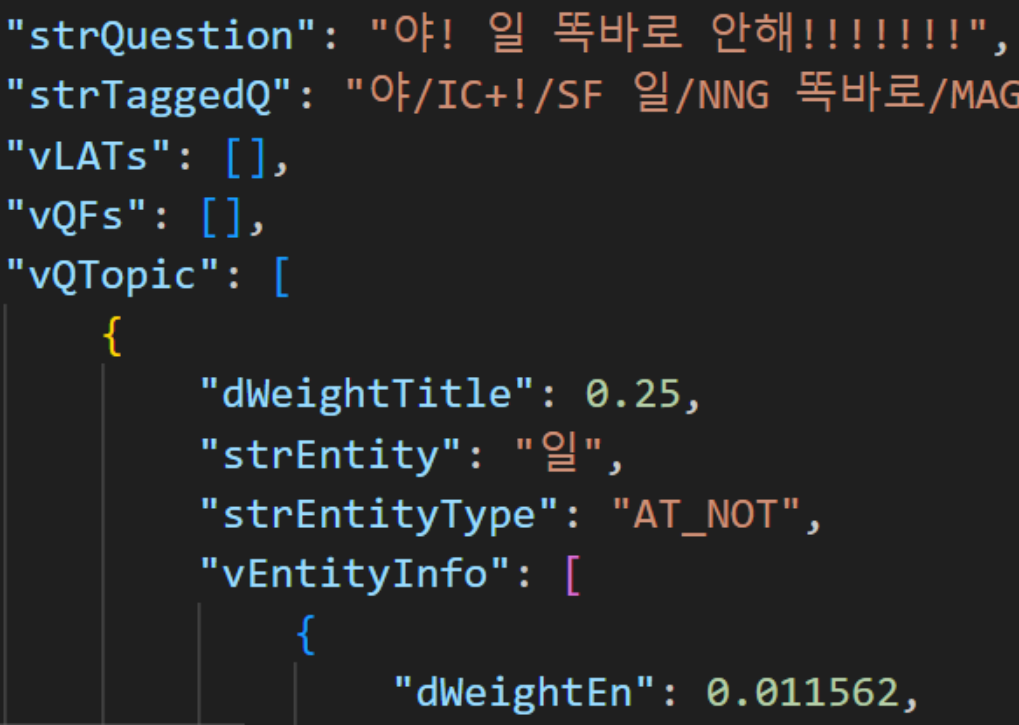 "strQuestion": "야! 일 똑바로 안해!!!!!!!",
"strTaggedQ": "야/IC+!/SF 일/NNG 똑바로/MAG
"vLATs": [],
"vQFs": [],
"vQTopic": [
{
"dWeightTitle": 0.25,
"strEntity": "일",
"strEntityType": "AT_NOT",
"vEntityInfo": [
{
"dWeightEn": 0.011562,